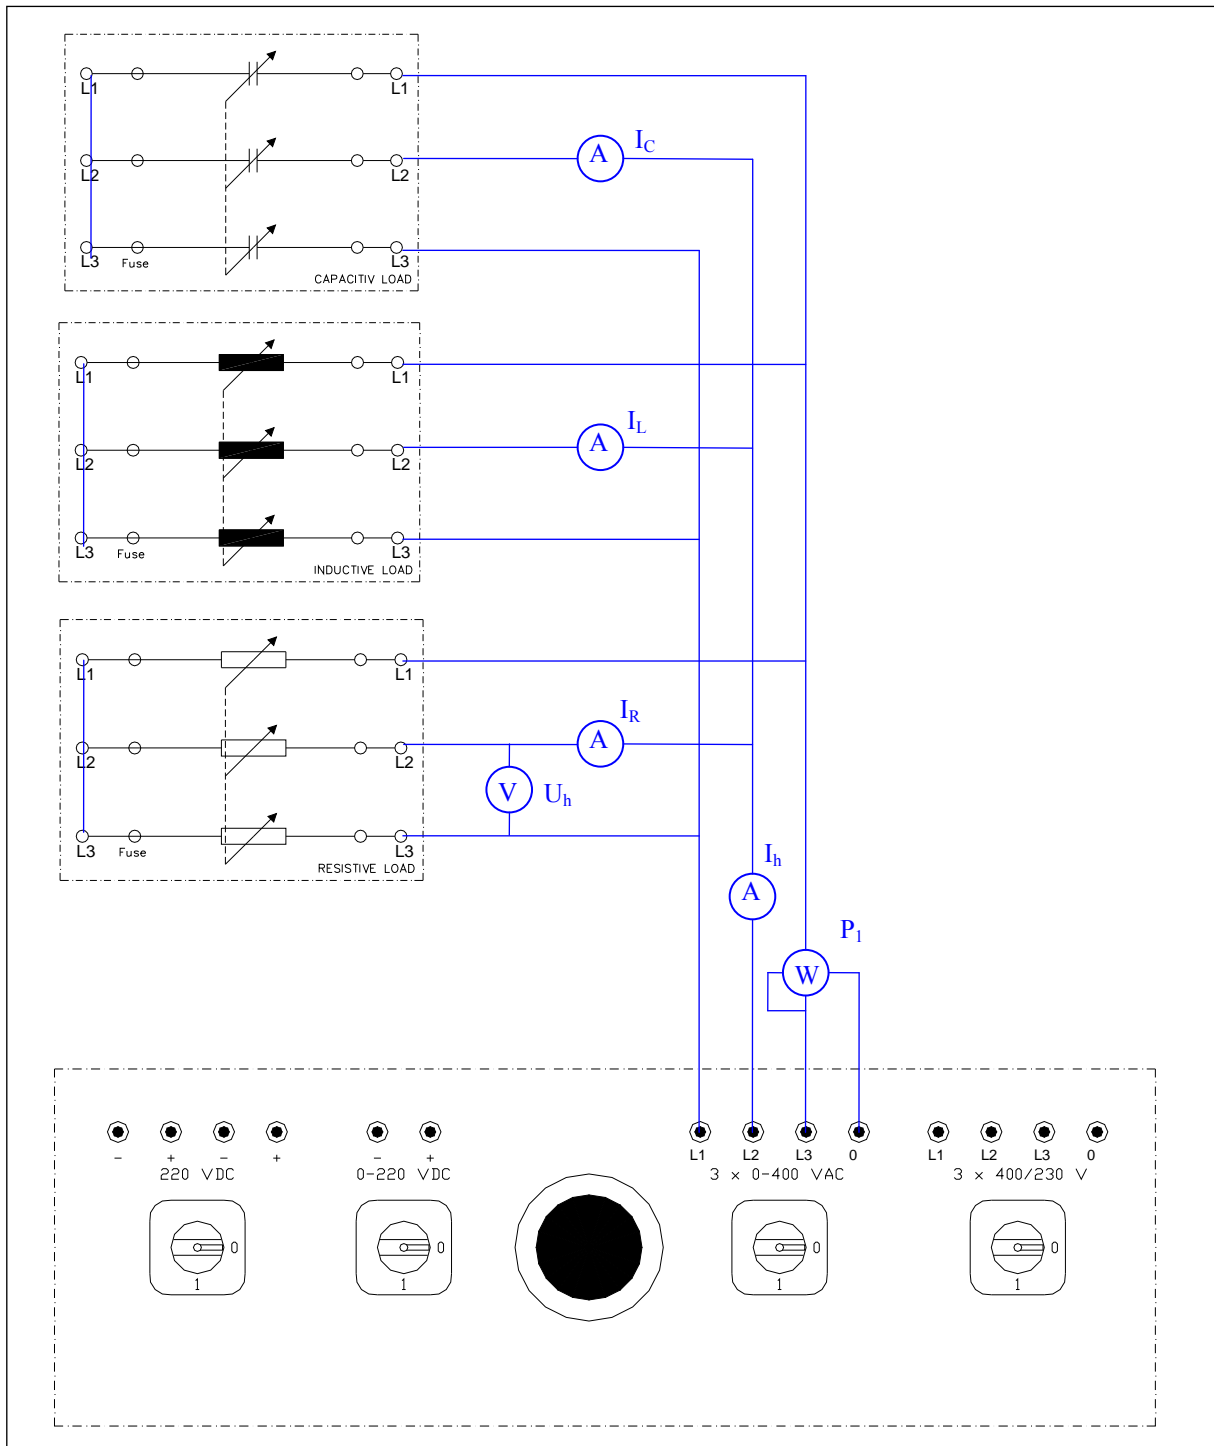 L1 L1
A I_C
L2 L2
L3 Fuse L3
CAPACITIV LOAD
L1 L1
A I_L
L2 L2
L3 Fuse L3
INDUCTIVE LOAD
L1 L1
I_R
A
L2 L2
V U_h
L3 Fuse L3
RESISTIVE LOAD
I_h
A
P_1
W
- + - +
220 VDC
- +
0-220 VDC
L1 L2 L3 0
3 x 0-400 VAC
L1 L2 L3 0
3 x 400/230 V
0 0 0 0
1 1 1 1